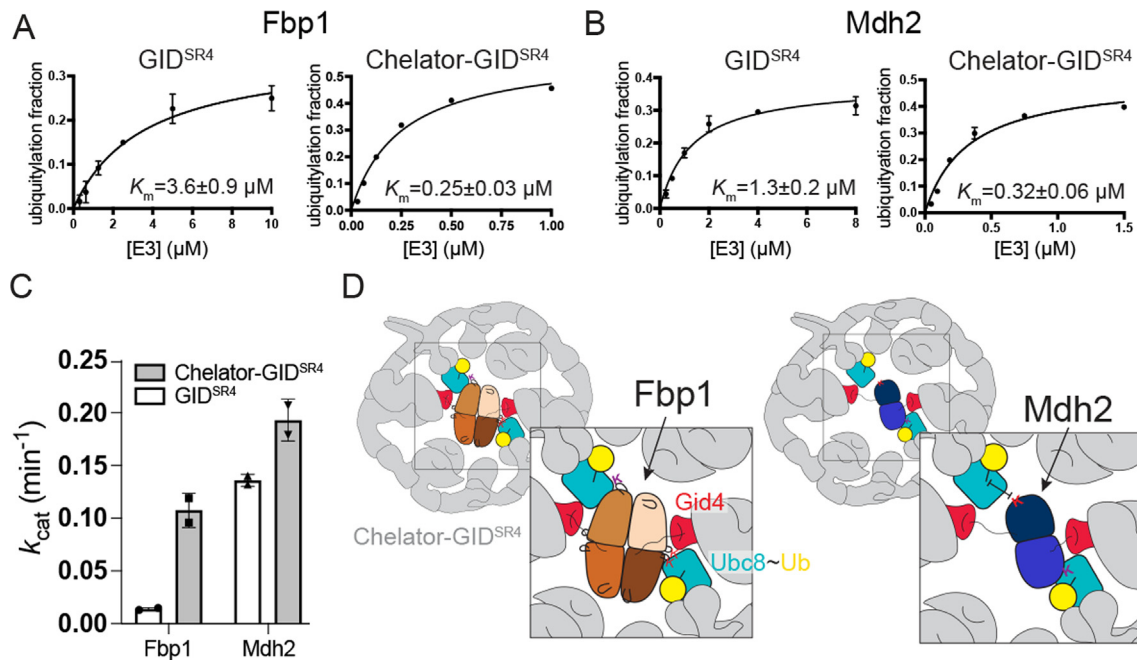 A
Fbp1
GID^SR4
Chelator-GID^SR4
ubiquitylation fraction
0.3
0.2
0.1
0.0
0 2 4 6 8 10
K_m=3.6±0.9 µM
[E3] (µM)
ubiquitylation fraction
0.6
0.5
0.4
0.3
0.2
0.1
0.0
0.00 0.25 0.50 0.75 1.00
K_m=0.25±0.03 µM
[E3] (µM)
B
Mdh2
GID^SR4
Chelator-GID^SR4
ubiquitylation fraction
0.4
0.3
0.2
0.1
0.0
0 2 4 6 8
K_m=1.3±0.2 µM
[E3] (µM)
ubiquitylation fraction
0.5
0.4
0.3
0.2
0.1
0.0
0.0 0.5 1.0 1.5
K_m=0.32±0.06 µM
[E3] (µM)
C
k_cat (min⁻¹)
0.25
0.20
0.15
0.10
0.05
0.00
Chelator-GID^SR4
GID^SR4
Fbp1 Mdh2
D
Fbp1
K
Gid4
K
Ubc8~Ub
Chelator-GID^SR4
Mdh2
K
K